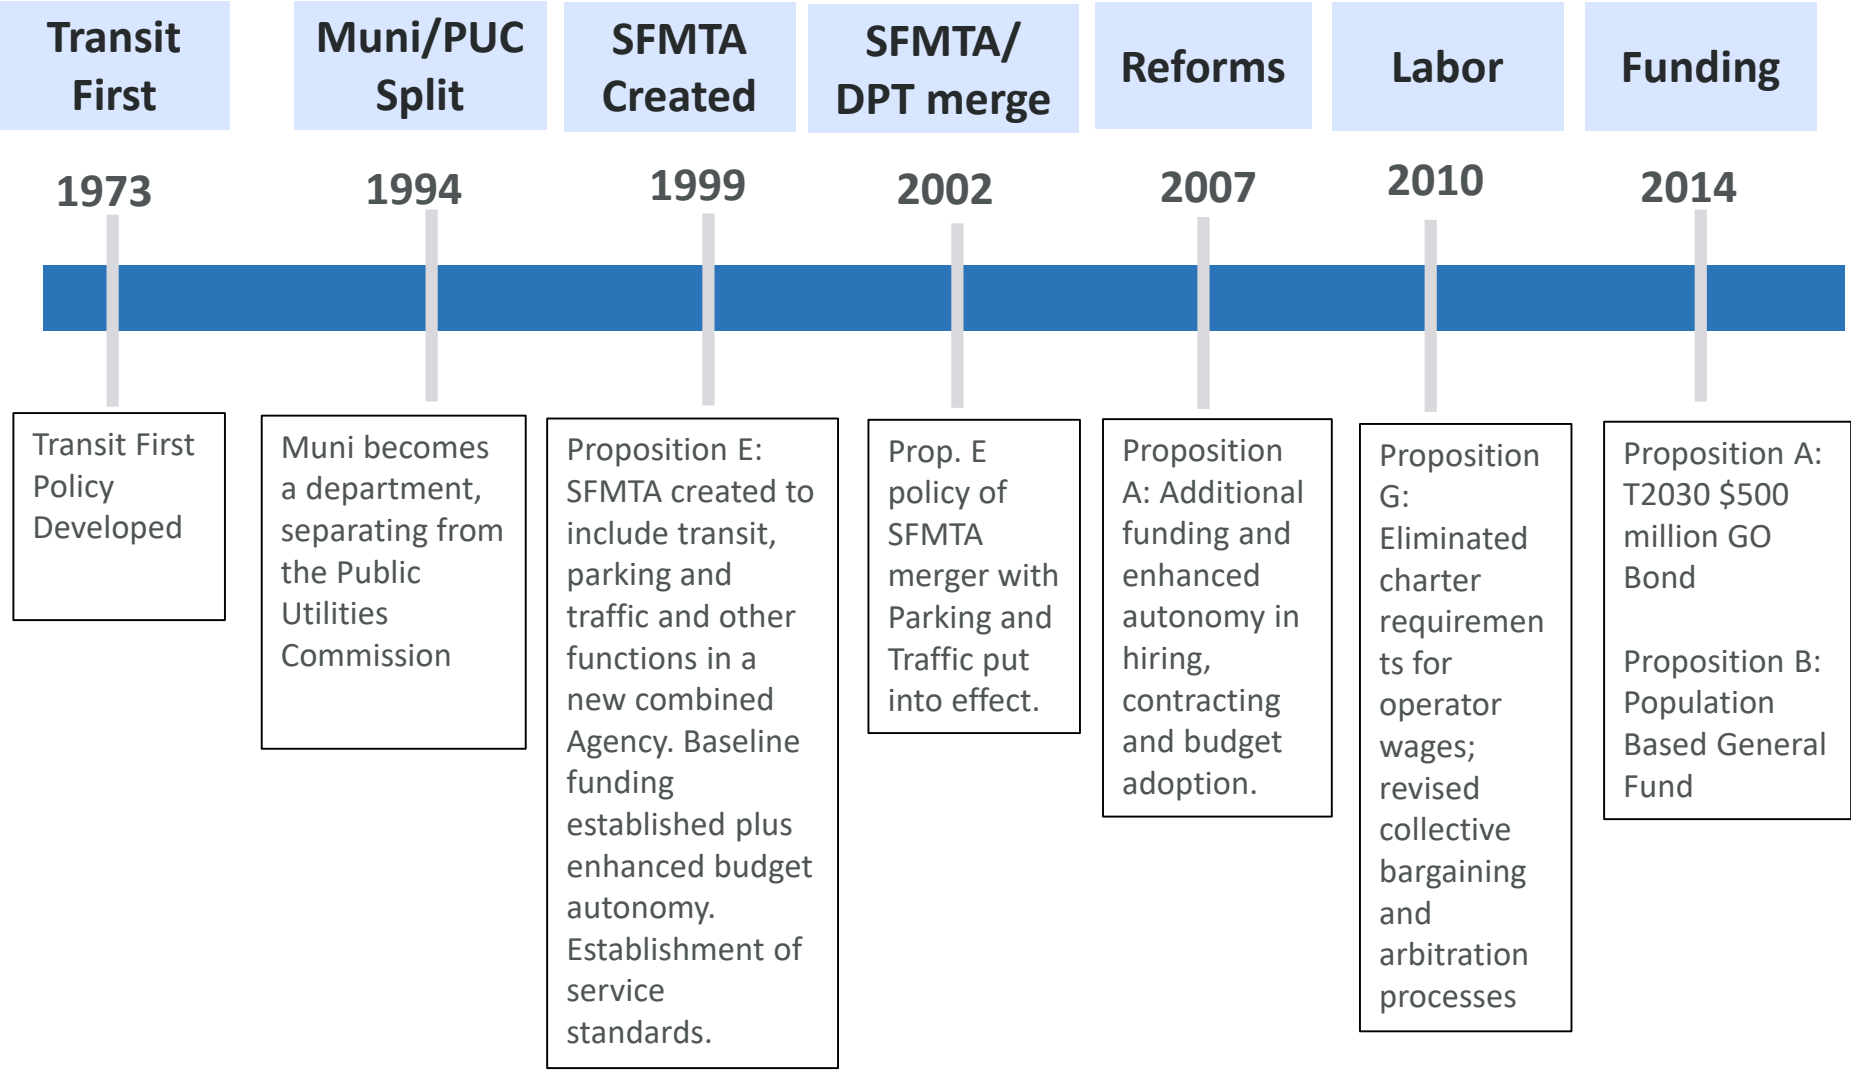 Transit
First
Muni/PUC
Split
SFMTA
Created
SFMTA/
DPT merge
Reforms
Labor
Funding
1973
1994
1999
2002
2007
2010
2014
Transit First
Policy
Developed
Muni becomes
a department,
separating from
the Public
Utilities
Commission
Proposition E:
SFMTA created to
include transit,
parking and
traffic and other
functions in a
new combined
Agency. Baseline
funding
established plus
enhanced budget
autonomy.
Establishment of
service
standards.
Prop. E
policy of
SFMTA
merger with
Parking and
Traffic put
into effect.
Proposition
A: Additional
funding and
enhanced
autonomy in
hiring,
contracting
and budget
adoption.
Proposition
G:
Eliminated
charter
requiremen
ts for
operator
wages;
revised
collective
bargaining
and
arbitration
processes
Proposition A:
T2030 $500
million GO
Bond
Proposition B:
Population
Based General
Fund